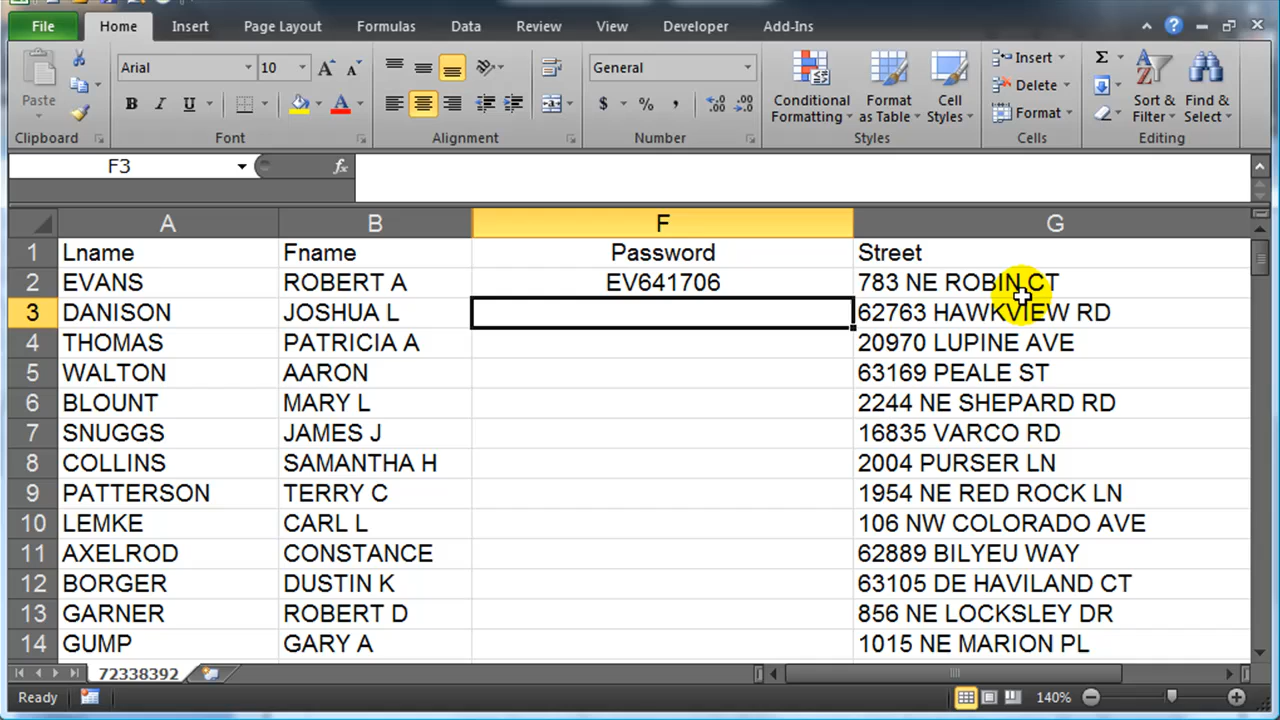 File Home Insert Page Layout Formulas Data Review View Developer Add-Ins
Paste
Arial 10 A A General Insert Σ
B I U A $ % , Conditional Formatting Format as Table Cell Styles Delete Format Sort & Filter Find & Select
Clipboard Font Alignment Number Styles Cells Editing
F3 fx
A B F G
1 Lname Fname Password Street
2 EVANS ROBERT A EV641706 783 NE ROBIN CT
3 DANISON JOSHUA L 62763 HAWKVIEW RD
4 THOMAS PATRICIA A 20970 LUPINE AVE
5 WALTON AARON 63169 PEALE ST
6 BLOUNT MARY L 2244 NE SHEPARD RD
7 SNUGGS JAMES J 16835 VARCO RD
8 COLLINS SAMANTHA H 2004 PURSER LN
9 PATTERSON TERRY C 1954 NE RED ROCK LN
10 LEMKE CARL L 106 NW COLORADO AVE
11 AXELROD CONSTANCE 62889 BILYEU WAY
12 BORGER DUSTIN K 63105 DE HAVILAND CT
13 GARNER ROBERT D 856 NE LOCKSLEY DR
14 GUMP GARY A 1015 NE MARION PL
72338392
Ready 140%